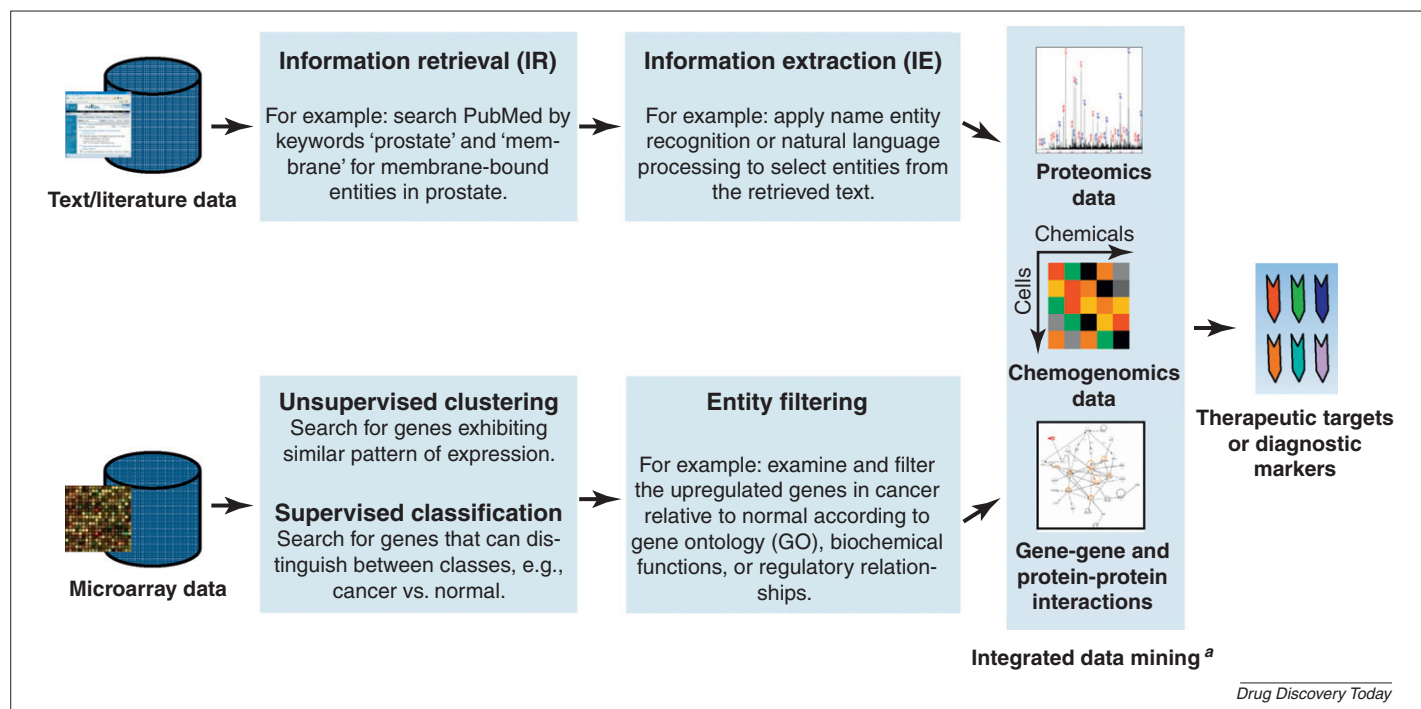 Information retrieval (IR)
For example: search PubMed by
keywords ‘prostate’ and ‘mem-
brane’ for membrane-bound
entities in prostate.
Text/literature data
Information extraction (IE)
For example: apply name entity
recognition or natural language
processing to select entities from
the retrieved text.
Proteomics
data
Chemicals
Cells
Chemogenomics
data
Gene-gene and
protein-protein
interactions
Integrated data mining a
Therapeutic targets
or diagnostic
markers
Unsupervised clustering
Search for genes exhibiting
similar pattern of expression.
Supervised classification
Search for genes that can dis-
tinguish between classes, e.g.,
cancer vs. normal.
Microarray data
Entity filtering
For example: examine and filter
the upregulated genes in cancer
relative to normal according to
gene ontology (GO), biochemical
functions, or regulatory relation-
ships.
Drug Discovery Today